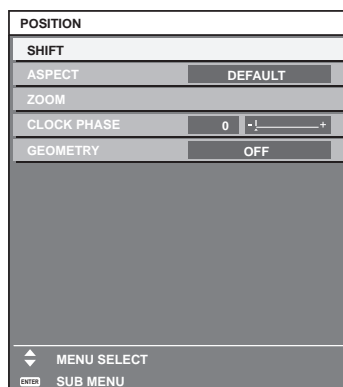 POSITION
SHIFT
ASPECT DEFAULT
ZOOM
CLOCK PHASE 0 - +
GEOMETRY OFF
MENU SELECT
ENTER SUB MENU